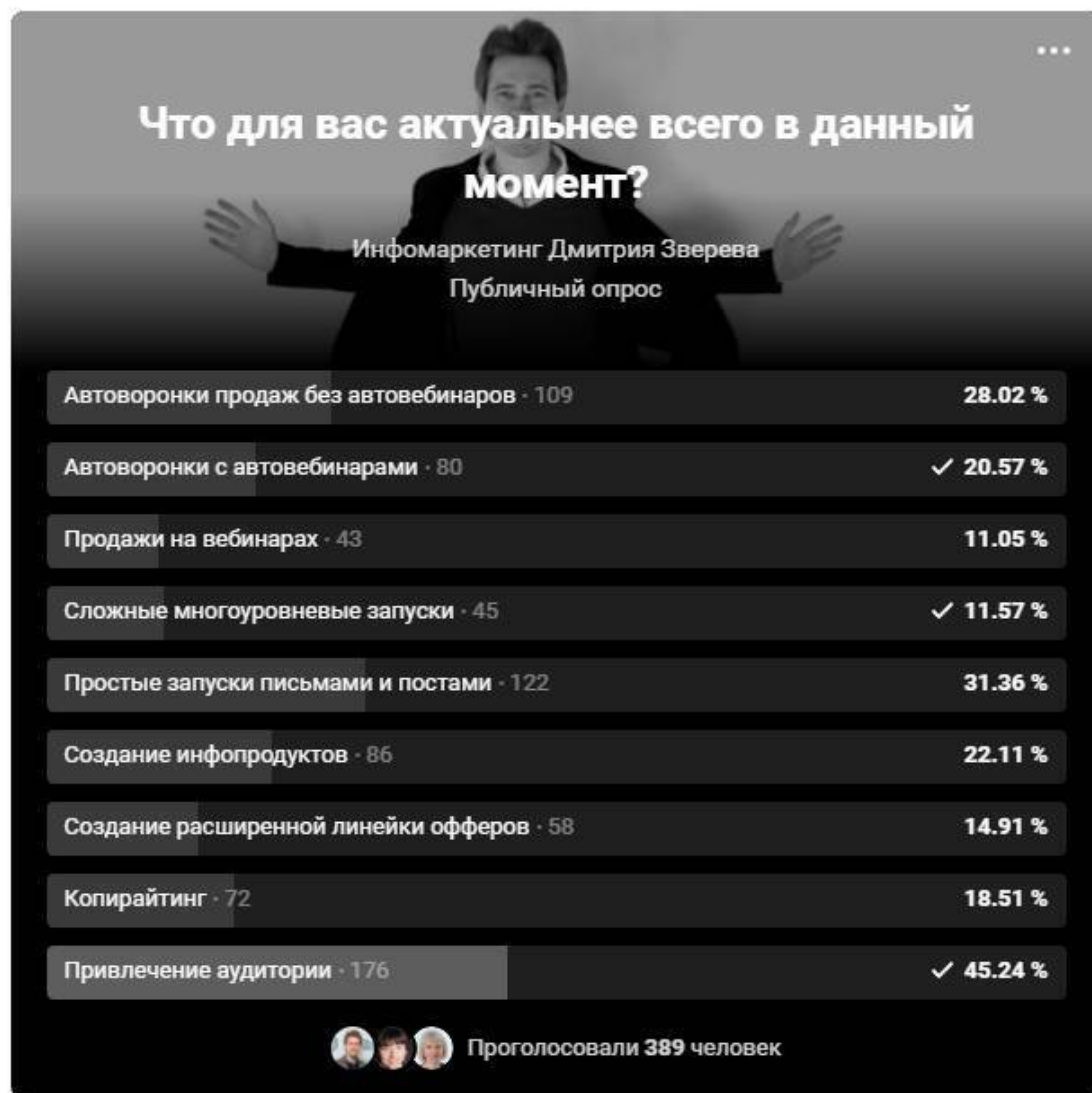 Что для вас актуальнее всего в данный
момент?
Инфомаркетинг Дмитрия Зверева
Публичный опрос
Автоворонки продаж без автовебинаров · 109 28.02 %
Автоворонки с автовебинарами · 80 20.57 %
Продажи на вебинарах · 43 11.05 %
Сложные многоуровневые запуски · 45 11.57 %
Простые запуски письмами и постами · 122 31.36 %
Создание инфопродуктов · 86 22.11 %
Создание расширенной линейки офферов · 58 14.91 %
Копирайтинг · 72 18.51 %
Привлечение аудитории · 176 45.24 %
Проголосовали 389 человек